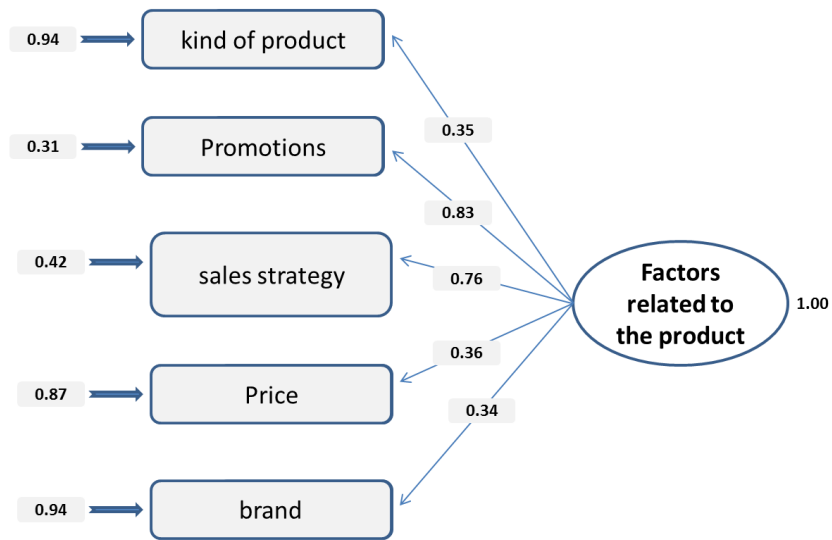 0.94
kind of product
0.35
0.31
Promotions
0.83
0.42
sales strategy
0.76
Factors
related to
the product
1.00
0.36
0.87
Price
0.34
0.94
brand